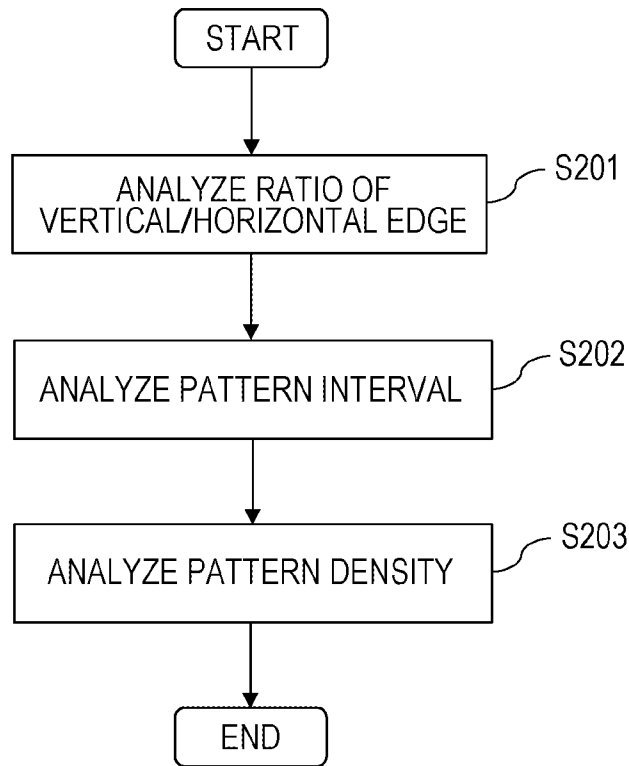 START
ANALYZE RATIO OF
VERTICAL/HORIZONTAL EDGE
S201
ANALYZE PATTERN INTERVAL
S202
ANALYZE PATTERN DENSITY
S203
END